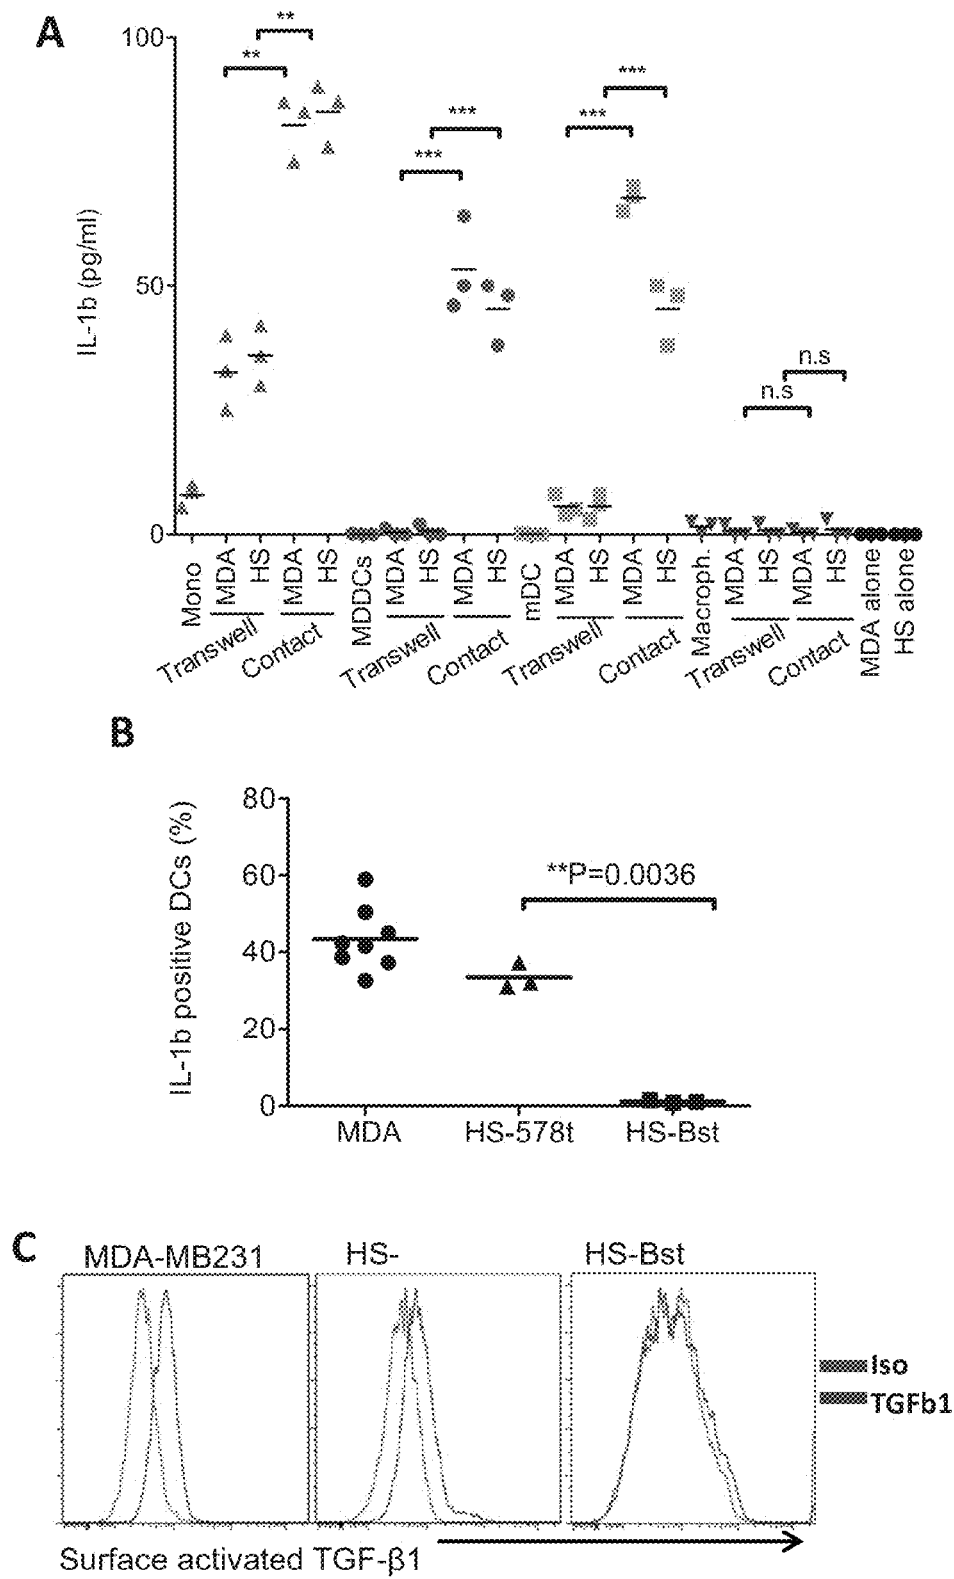 A
IL-1b (pg/ml)
100
50
0
**
**
***
***
***
***
n.s
n.s
Mono
MDA
HS
MDA
HS
MDDCs
MDA
HS
MDA
HS
mDC
MDA
HS
MDA
HS
Macroph.
MDA
HS
MDA
HS
MDA alone
HS alone
Transwell
Contact
Transwell
Contact
Transwell
Contact
Transwell
Contact
B
IL-1b positive DCs (%)
80
60
40
20
0
**P=0.0036
MDA
HS-578t
HS-Bst
C
MDA-MB231
HS-
HS-Bst
Iso
TGFb1
Surface activated TGF-β1